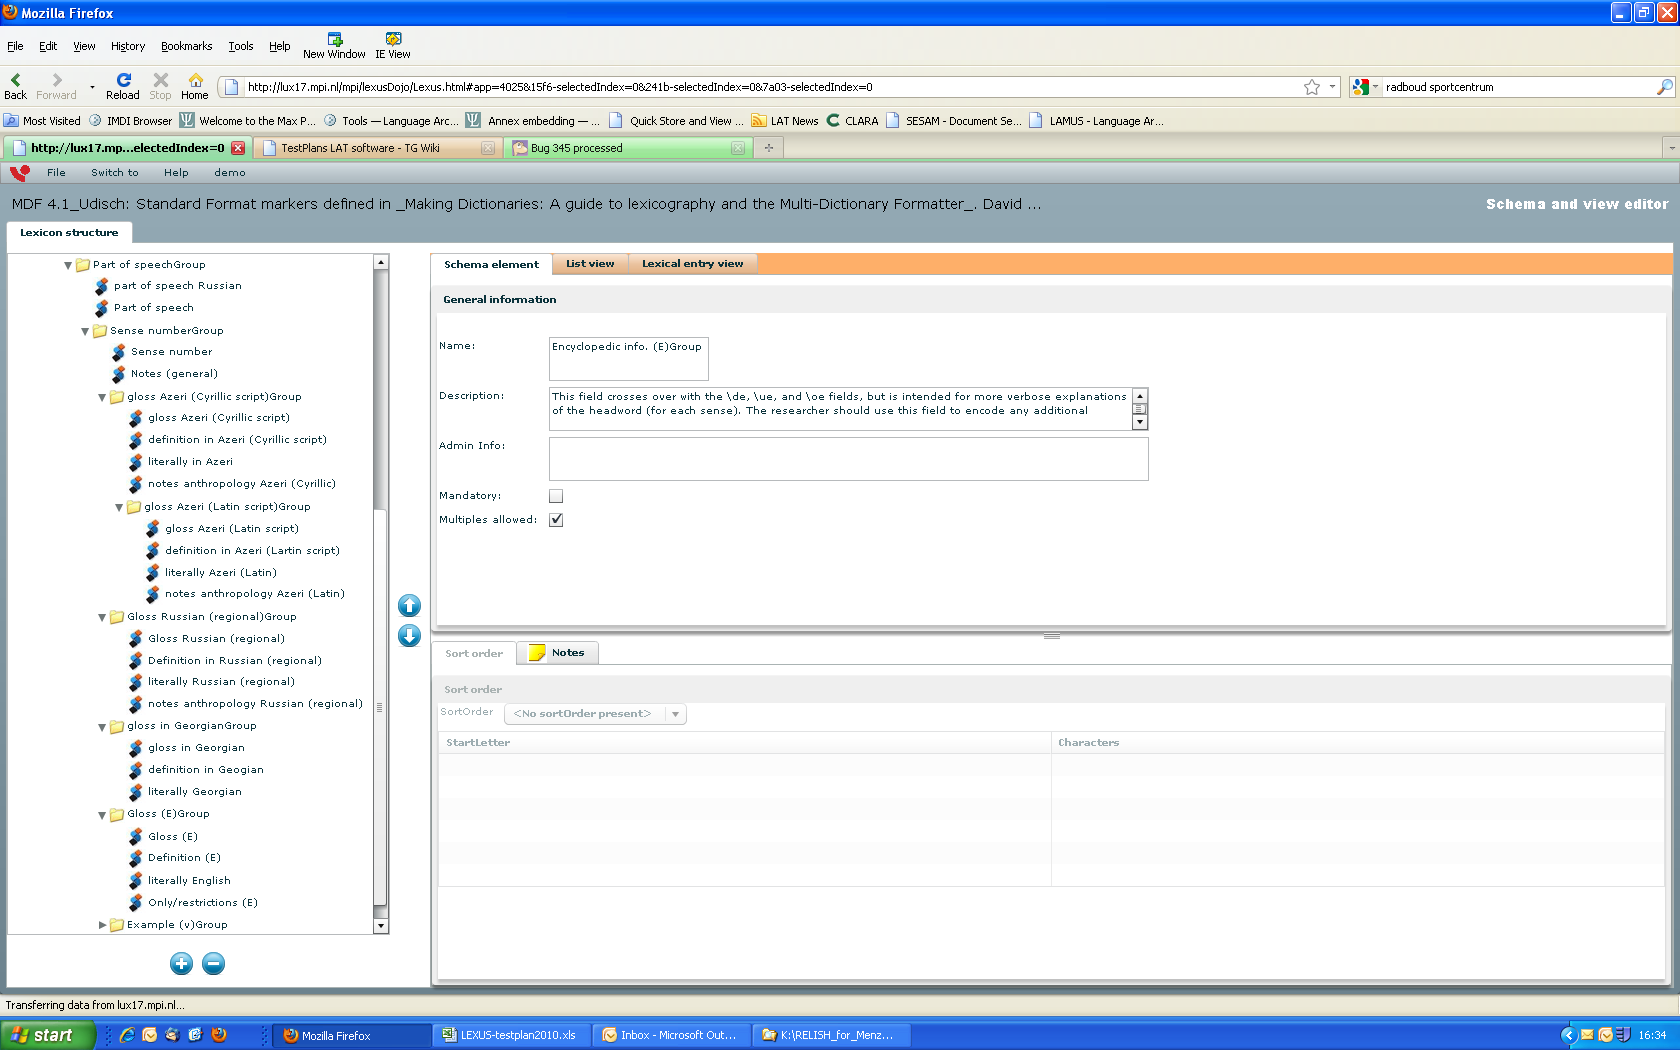 Mozilla Firefox
File Edit View History Bookmarks Tools Help New Window IE View
Back Forward Reload Stop Home http://lux17.mpi.nl/mpi/lexusDojo/Lexus.html#app=4025&15f6-selectedIndex=0&241b-selectedIndex=0&7a03-selectedIndex=0 radboud sportcentrum
Most Visited IMDI Browser Welcome to the Max P... Tools — Language Arc... Annex embedding — ... Quick Store and View ... LAT News CLARA SESAM - Document Se... LAMUS - Language Ar...
http://lux17.mp...electedIndex=0 TestPlans LAT software - TG Wiki Bug 345 processed
File Switch to Help demo
MDF 4.1_Udisch: Standard Format markers defined in _Making Dictionaries: A guide to lexicography and the Multi-Dictionary Formatter_. David ...
Schema and view editor
Lexicon structure
Part of speechGroup
part of speech Russian
Part of speech
Sense numberGroup
Sense number
Notes (general)
gloss Azeri (Cyrillic script)Group
gloss Azeri (Cyrillic script)
definition in Azeri (Cyrillic script)
literally in Azeri
notes anthropology Azeri (Cyrillic)
gloss Azeri (Latin script)Group
gloss Azeri (Latin script)
definition in Azeri (Lartin script)
literally Azeri (Latin)
notes anthropology Azeri (Latin)
Gloss Russian (regional)Group
Gloss Russian (regional)
Definition in Russian (regional)
literally Russian (regional)
notes anthropology Russian (regional)
gloss in GeorgianGroup
gloss in Georgian
definition in Geogian
literally Georgian
Gloss (E)Group
Gloss (E)
Definition (E)
literally English
Only/restrictions (E)
Example (v)Group
Schema element List view Lexical entry view
General information
Name: Encyclopedic info. (E)Group
Description: This field crosses over with the \de, \ue, and \oe fields, but is intended for more verbose explanations
of the headword (for each sense). The researcher should use this field to encode any additional
Admin Info:
Mandatory:
Multiples allowed:
Sort order Notes
Sort order
SortOrder <No sortOrder present>
StartLetter Characters
Transferring data from lux17.mpi.nl...
start Mozilla Firefox LEXUS-testplan2010.xls Inbox - Microsoft Out... K:\RELISH_for_Menz... 16:34